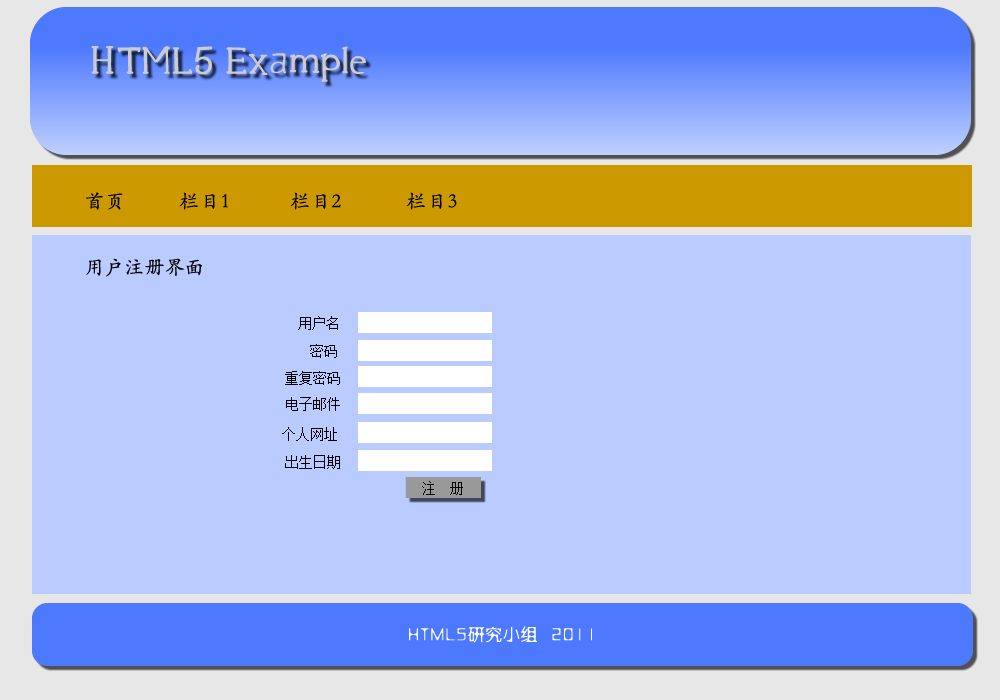 HTML5 Example
首页 栏目1 栏目2 栏目3
用户注册界面
用户名
密码
重复密码
电子邮件
个人网址
出生日期
注 册
HTML5研究小组 2011